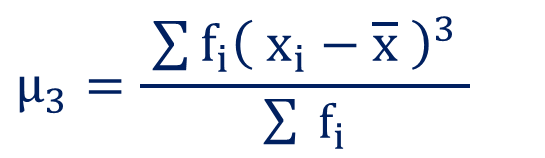 μ₃ = ∑ fᵢ( xᵢ − x̅ )³ / ∑ fᵢ